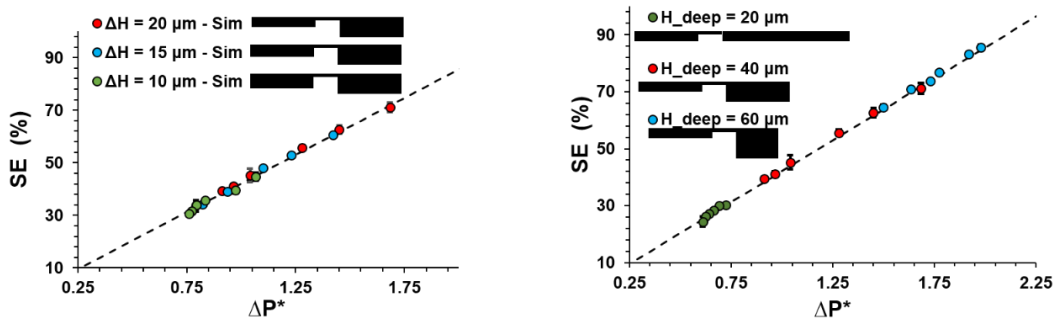 ΔH = 20 µm - Sim
ΔH = 15 µm - Sim
ΔH = 10 µm - Sim
90
70
50
30
10
SE (%)
0.25 0.75 1.25 1.75
ΔP*
H_deep = 20 µm
H_deep = 40 µm
H_deep = 60 µm
90
70
50
30
10
SE (%)
0.25 0.75 1.25 1.75 2.25
ΔP*